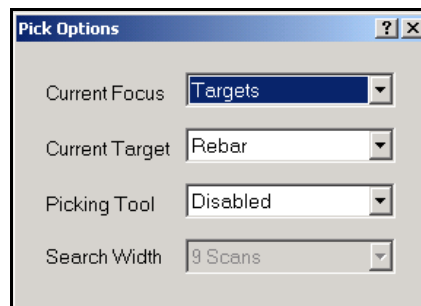 Pick Options
Current Focus Targets
Current Target Rebar
Picking Tool Disabled
Search Width 9 Scans